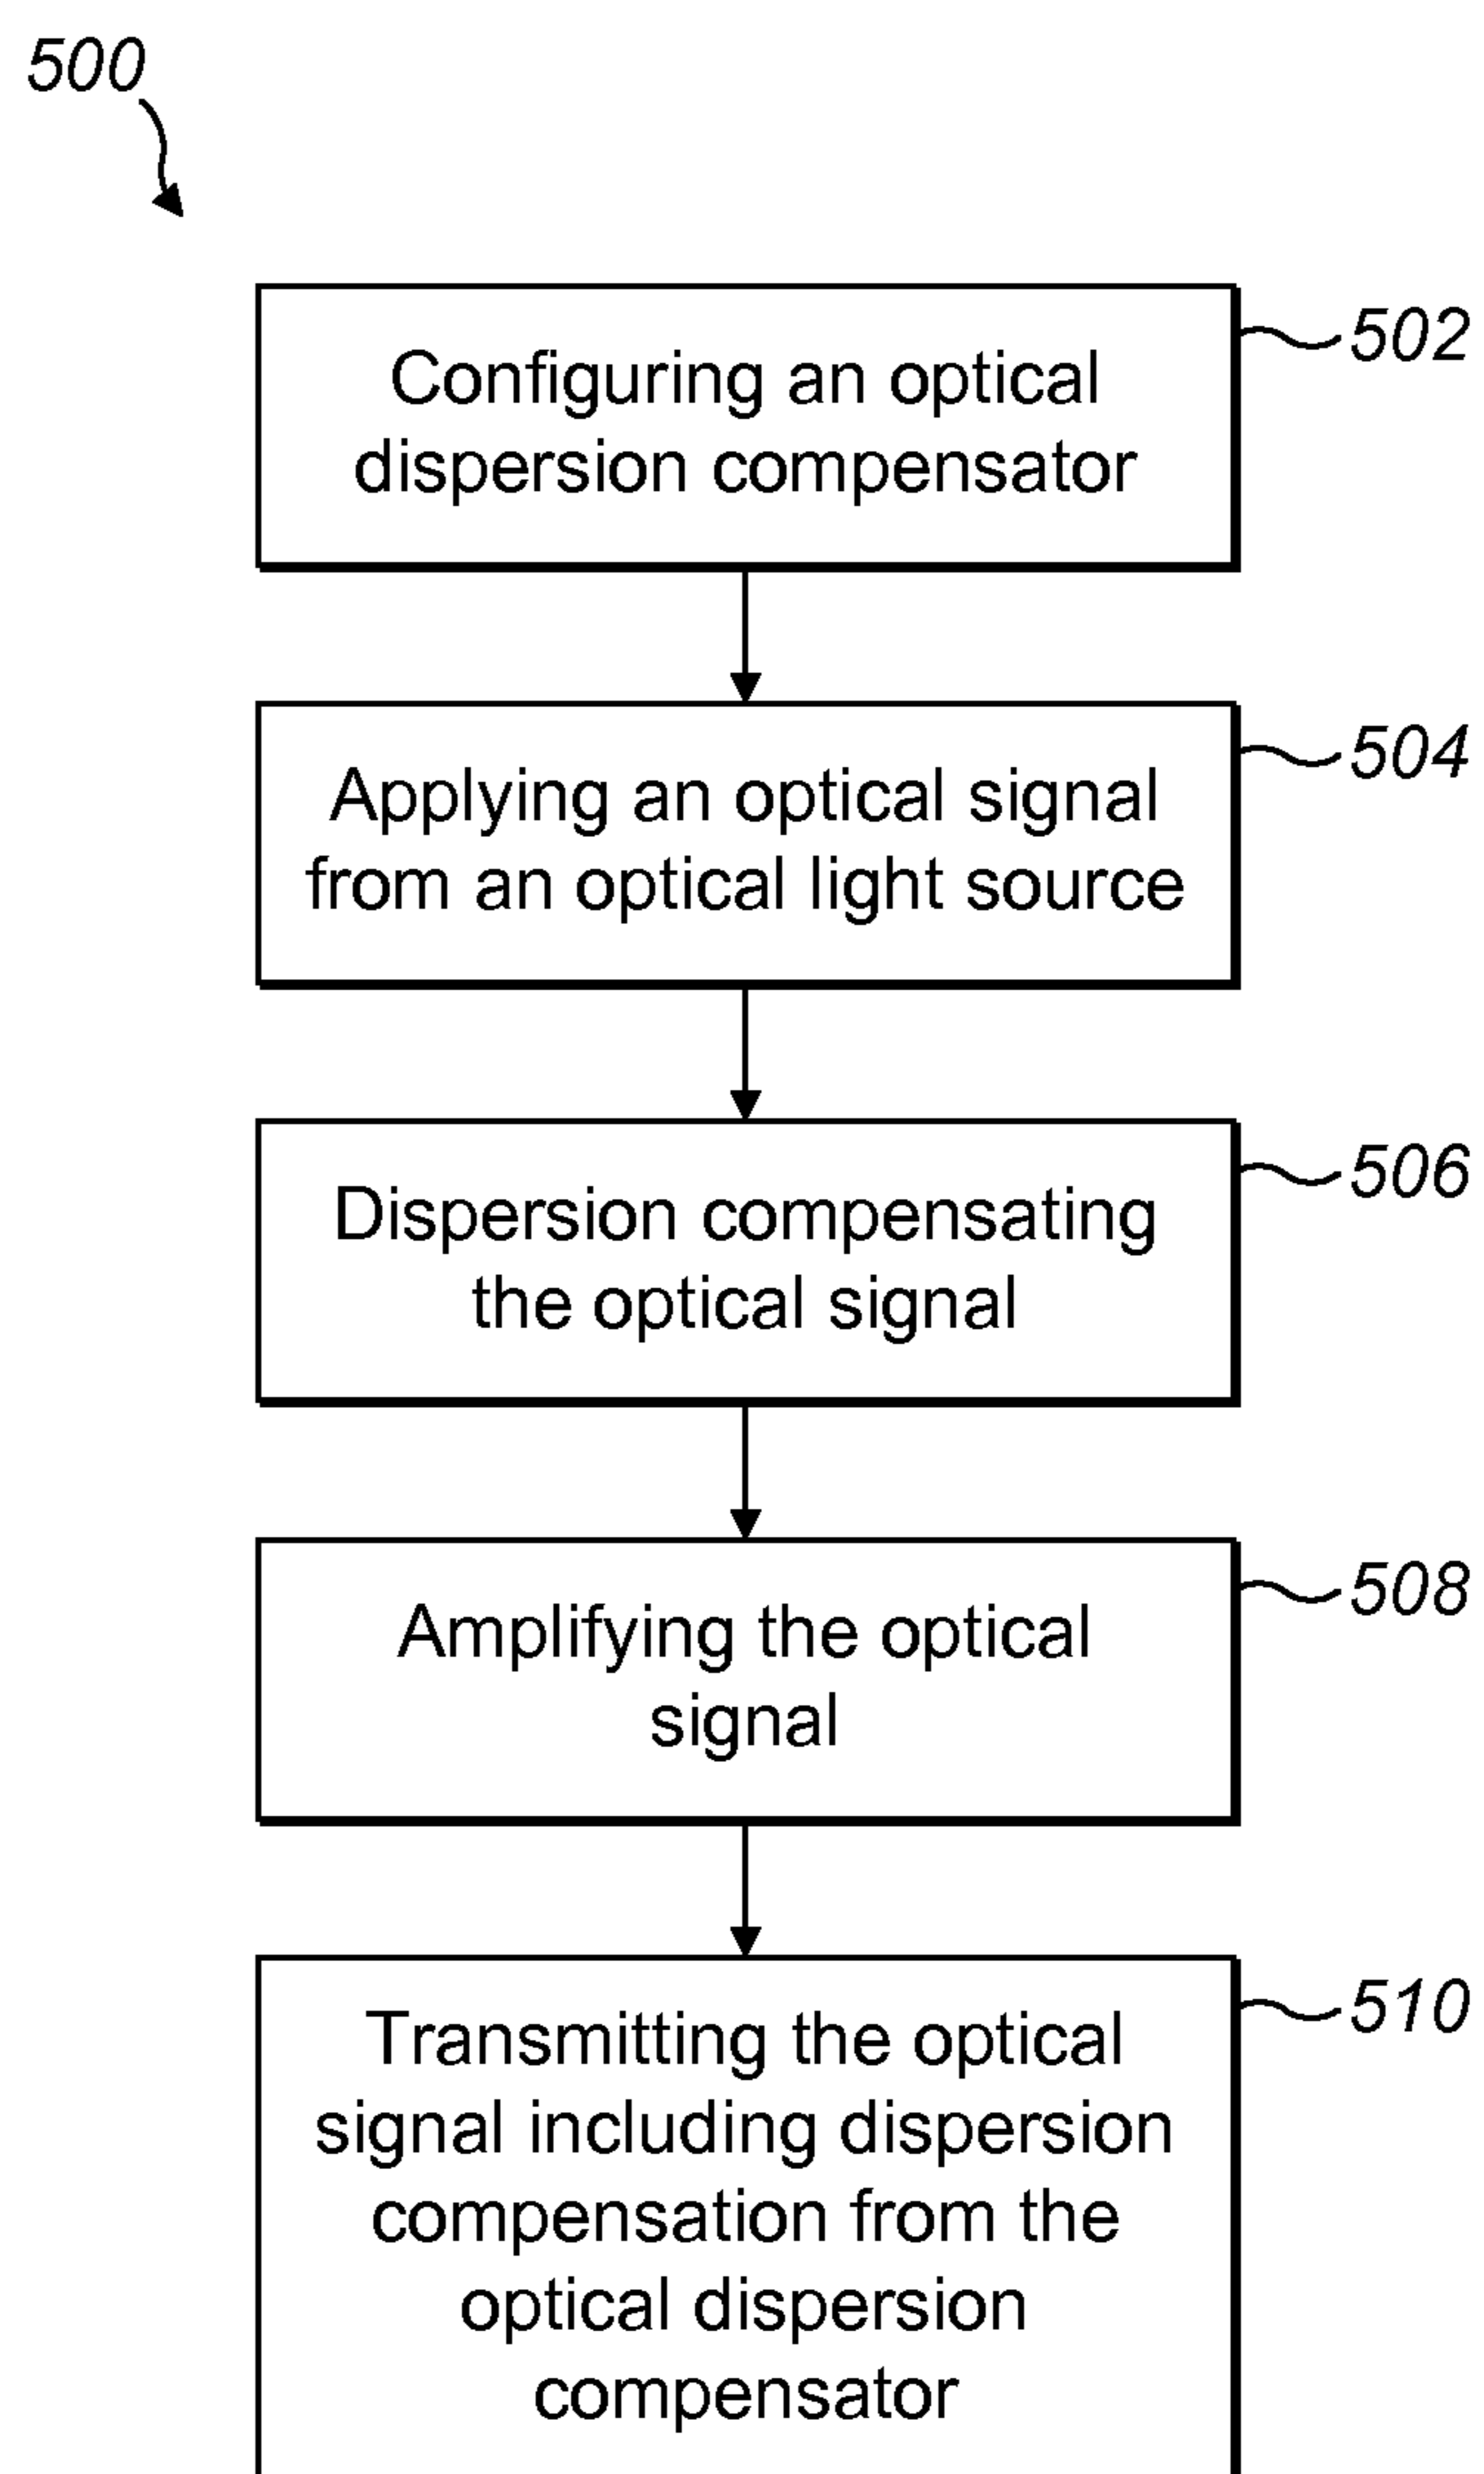 500
Configuring an optical
dispersion compensator
502
Applying an optical signal
from an optical light source
504
Dispersion compensating
the optical signal
506
Amplifying the optical
signal
508
Transmitting the optical
signal including dispersion
compensation from the
optical dispersion
compensator
510